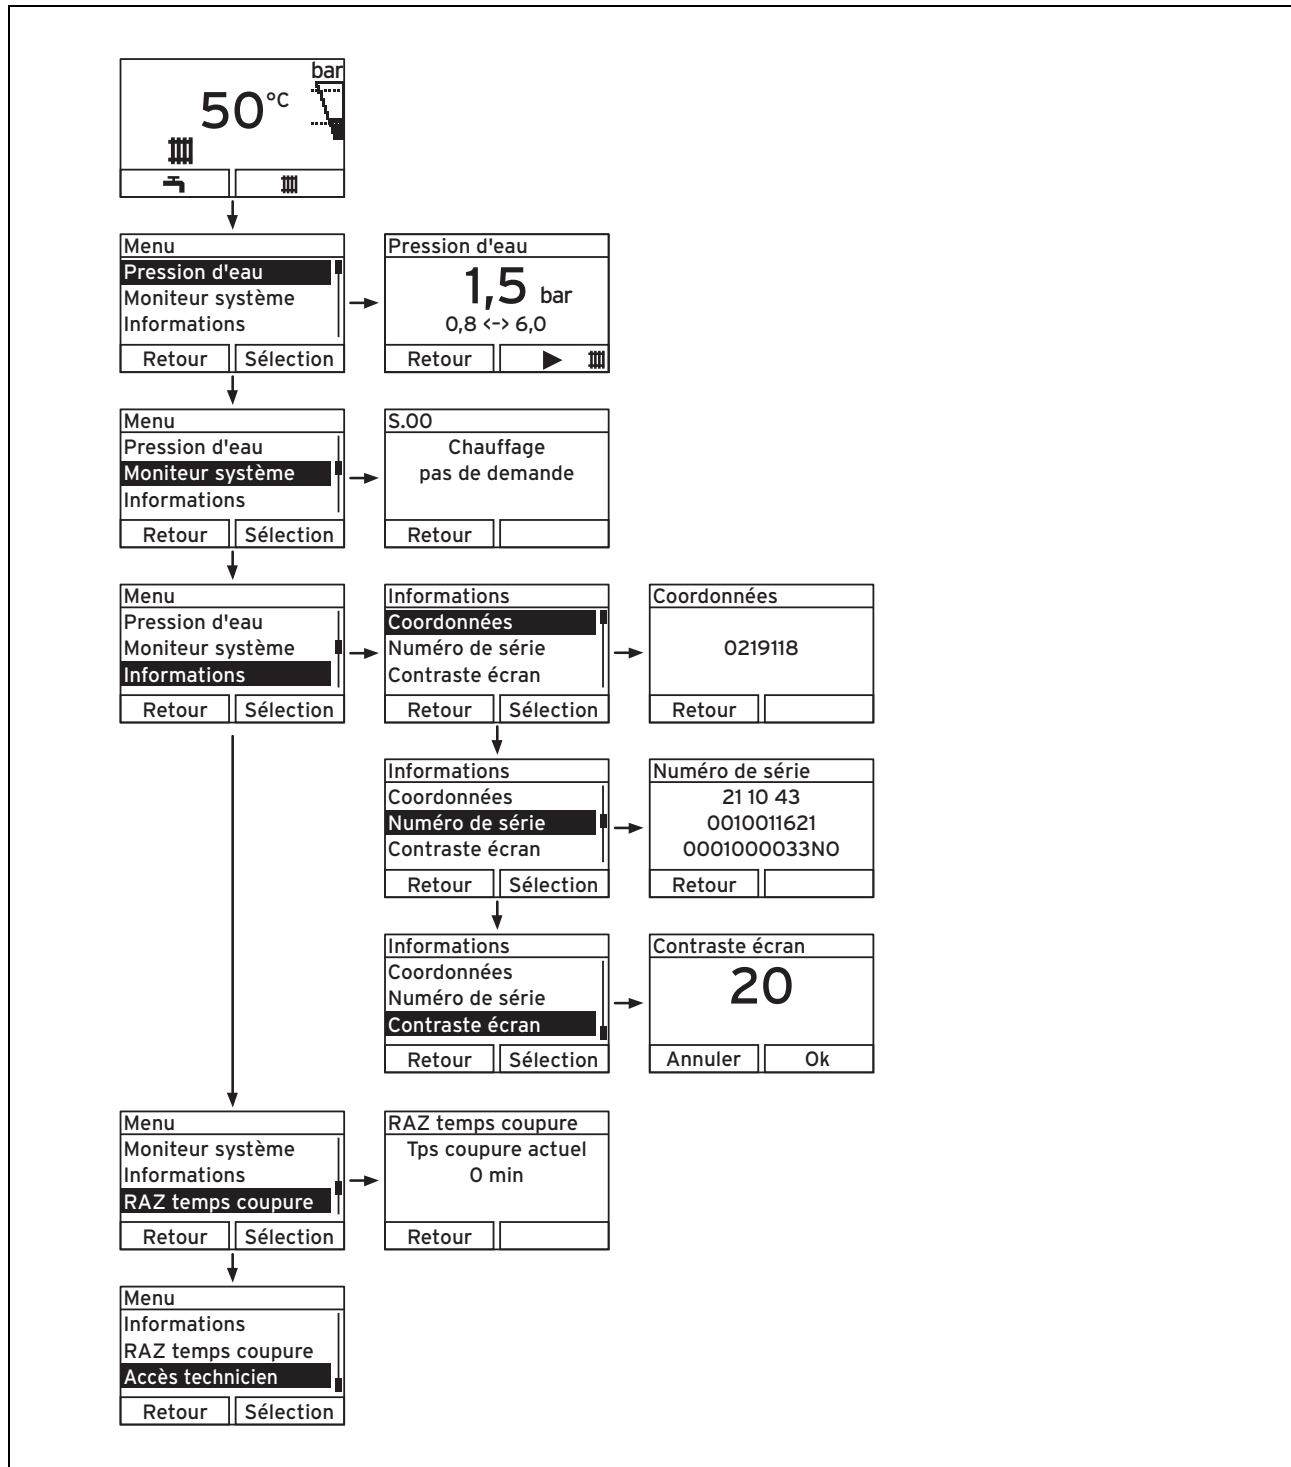 bar
50°C
Menu
Pression d'eau
Moniteur système
Informations
Retour Sélection
Pression d'eau
1,5 bar
0,8 <-> 6,0
Retour
Menu
Pression d'eau
Moniteur système
Informations
Retour Sélection
S.00
Chauffage
pas de demande
Retour
Menu
Pression d'eau
Moniteur système
Informations
Retour Sélection
Informations
Coordonnées
Numéro de série
Contraste écran
Retour Sélection
Coordonnées
0219118
Retour
Informations
Coordonnées
Numéro de série
Contraste écran
Retour Sélection
Numéro de série
21 10 43
0010011621
0001000033N0
Retour
Informations
Coordonnées
Numéro de série
Contraste écran
Retour Sélection
Contraste écran
20
Annuler Ok
Menu
Moniteur système
Informations
RAZ temps coupure
Retour Sélection
RAZ temps coupure
Tps coupure actuel
0 min
Retour
Menu
Informations
RAZ temps coupure
Accès technicien
Retour Sélection